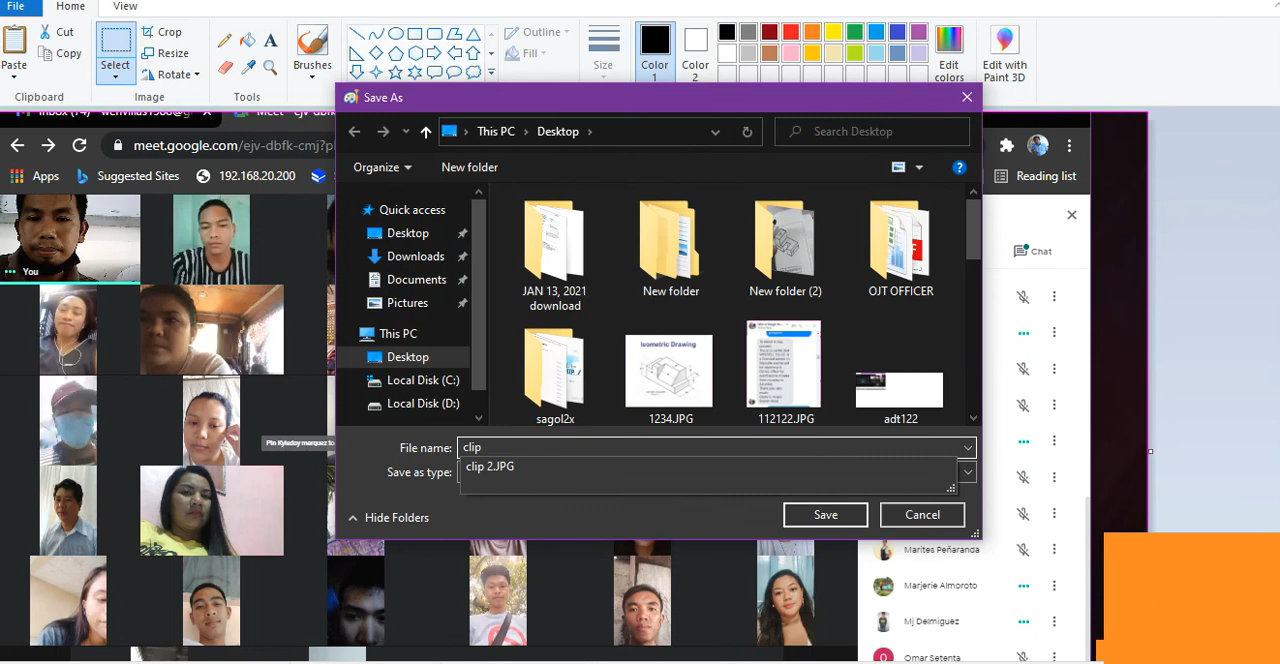 File
Home
View
Cut
Copy
Paste
Crop
Resize
Rotate
Select
Brushes
Outline
Fill
Size
Color
1
Color
2
Edit
colors
Edit with
Paint 3D
Clipboard
Image
Tools
Save As
This PC
Desktop
Search Desktop
Organize
New folder
Quick access
Desktop
Downloads
Documents
Pictures
This PC
Desktop
Local Disk (C:)
Local Disk (D:)
JAN 13, 2021
download
New folder
New folder (2)
OJT OFFICER
sagol2x
Isometric Drawing
1234.JPG
112122.JPG
adt122
File name:
clip
Save as type:
clip 2.JPG
Hide Folders
Save
Cancel
meet.google.com/ejv-dbfk-cmj?p
Apps
Suggested Sites
192.168.20.200
Reading list
You
Chat
Pin Kyledoy marquez to
Marites Peñaranda
Marjerie Almoroto
Mj Delmiguez
Omar Setenta